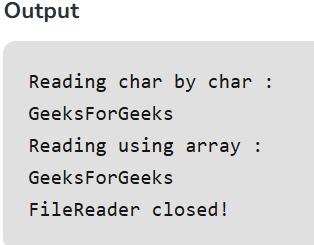 Output
Reading char by char :
GeeksForGeeks
Reading using array :
GeeksForGeeks
FileReader closed!